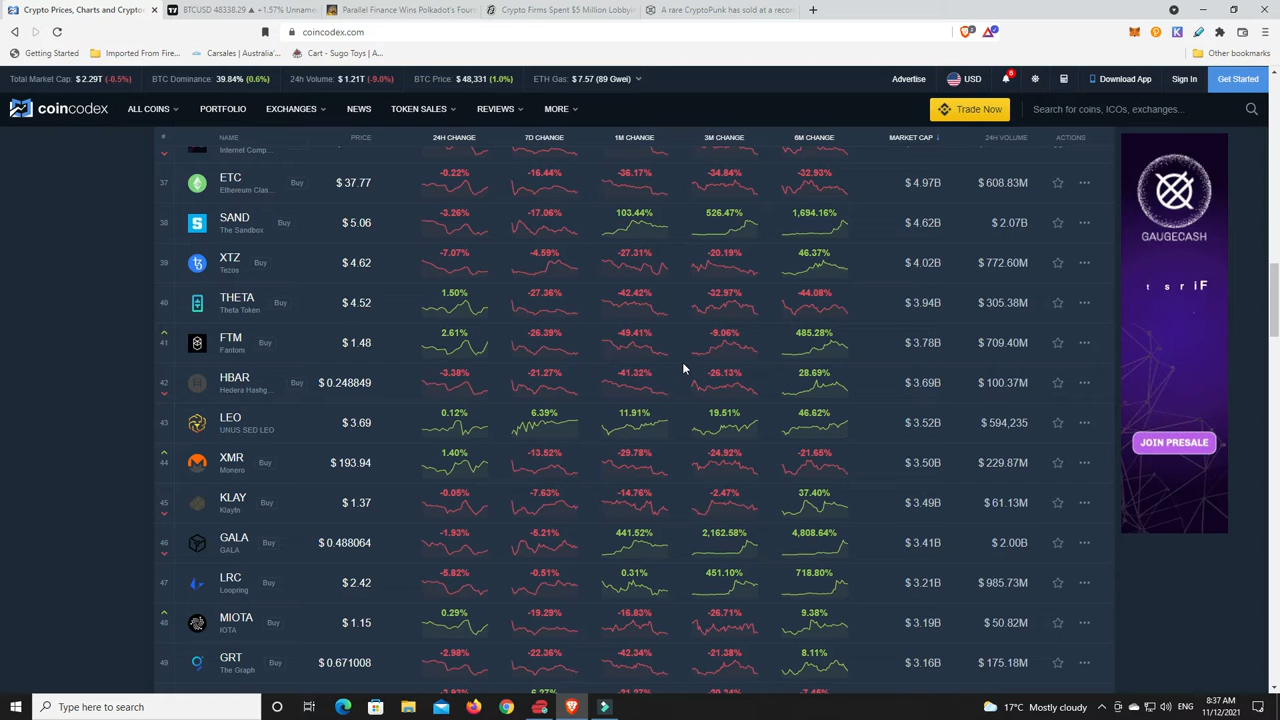 Crypto Prices, Charts and Cryptocu
BTCUSD 48338.29 ▲ +1.57% Unname
Parallel Finance Wins Polkadot's Four
Crypto Firms Spent $5 Million Lobbyin
A rare CryptoPunk has sold at a recor
coincodex.com
Getting Started
Imported From Fire...
Carsales | Australia'...
Cart - Sugo Toys | A...
Other bookmarks
Total Market Cap: $2.29T (-0.5%)
BTC Dominance: 39.84% (0.6%)
24h Volume: $1.21T (-9.0%)
BTC Price: $48,331 (1.0%)
ETH Gas: $7.57 (89 Gwei)
Advertise
USD
6
Download App
Sign In
Get Started
coincodex
ALL COINS
PORTFOLIO
EXCHANGES
NEWS
TOKEN SALES
REVIEWS
MORE
Trade Now
Search for coins, ICOs, exchanges...
# NAME PRICE 24H CHANGE 7D CHANGE 1M CHANGE 3M CHANGE 6M CHANGE MARKET CAP ↓ 24H VOLUME ACTIONS
Internet Comp...
37 ETC Buy $ 37.77 -0.22% -16.44% -36.17% -34.84% -32.93% $ 4.97B $ 608.83M
Ethereum Clas...
38 SAND Buy $ 5.06 -3.26% -17.06% 103.44% 526.47% 1,694.16% $ 4.62B $ 2.07B
The Sandbox
39 XTZ Buy $ 4.62 -7.07% -4.59% -27.31% -20.19% 46.37% $ 4.02B $ 772.60M
Tezos
40 THETA Buy $ 4.52 1.50% -27.36% -42.42% -32.97% -44.08% $ 3.94B $ 305.38M
Theta Token
41 FTM Buy $ 1.48 2.61% -26.39% -49.41% -9.06% 485.28% $ 3.78B $ 709.40M
Fantom
42 HBAR Buy $ 0.248849 -3.38% -21.27% -41.32% -26.13% 28.69% $ 3.69B $ 100.37M
Hedera Hashg...
43 LEO $ 3.69 0.12% 6.39% 11.91% 19.51% 46.62% $ 3.52B $ 594,235
UNUS SED LEO
44 XMR Buy $ 193.94 1.40% -13.52% -29.78% -24.92% -21.65% $ 3.50B $ 229.87M
Monero
45 KLAY Buy $ 1.37 -0.05% -7.63% -14.76% -2.47% 37.40% $ 3.49B $ 61.13M
Klaytn
46 GALA Buy $ 0.488064 -1.93% -5.21% 441.52% 2,162.58% 4,808.64% $ 3.41B $ 2.00B
GALA
47 LRC Buy $ 2.42 -5.82% -0.51% 0.31% 451.10% 718.80% $ 3.21B $ 985.73M
Loopring
48 MIOTA Buy $ 1.15 0.29% -19.29% -16.83% -26.71% 9.38% $ 3.19B $ 50.82M
IOTA
49 GRT Buy $ 0.671008 -2.98% -22.36% -42.34% -21.38% 8.11% $ 3.16B $ 175.18M
The Graph
GAUGECASH
t s r i F
JOIN PRESALE
Type here to search
17°C Mostly cloudy
ENG
8:37 AM
11/12/2021